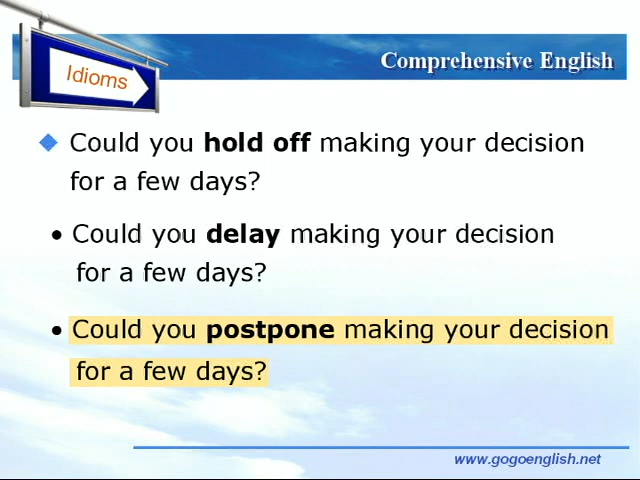 Idioms
Comprehensive English
Could you hold off making your decision
for a few days?
• Could you delay making your decision
for a few days?
• Could you postpone making your decision
for a few days?
www.gogoenglish.net